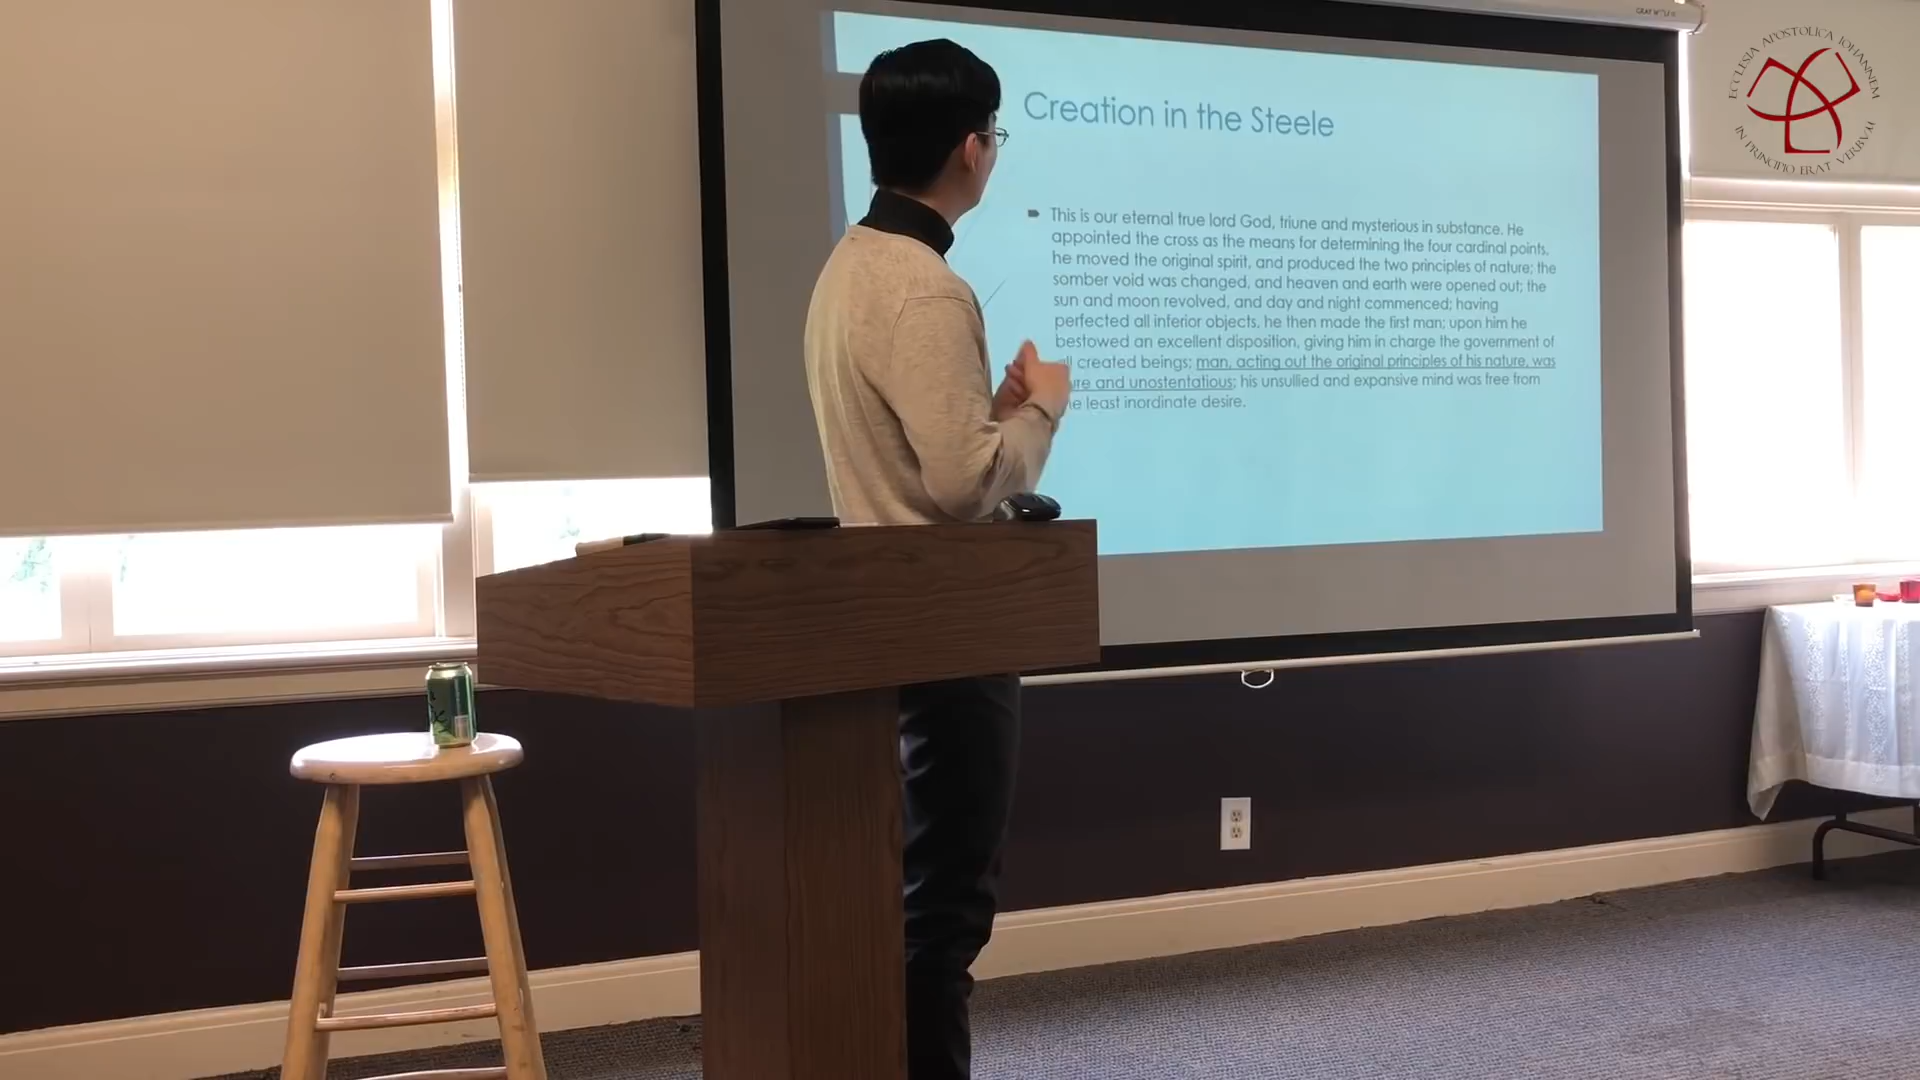 Creation in the Steele
This is our eternal true lord God, triune and mysterious in substance. He
appointed the cross as the means for determining the four cardinal points,
he moved the original spirit, and produced the two principles of nature; the
somber void was changed, and heaven and earth were opened out; the
sun and moon revolved, and day and night commenced; having
perfected all inferior objects, he then made the first man; upon him he
bestowed an excellent disposition, giving him in charge the government of
created beings; man, acting out the original principles of his nature, was
and unostentatious; his unsullied and expansive mind was free from
least inordinate desire.
ECCLESIA APOSTOLICA IOHANNEM
IN PRINCIPIO ERAT VERBVM